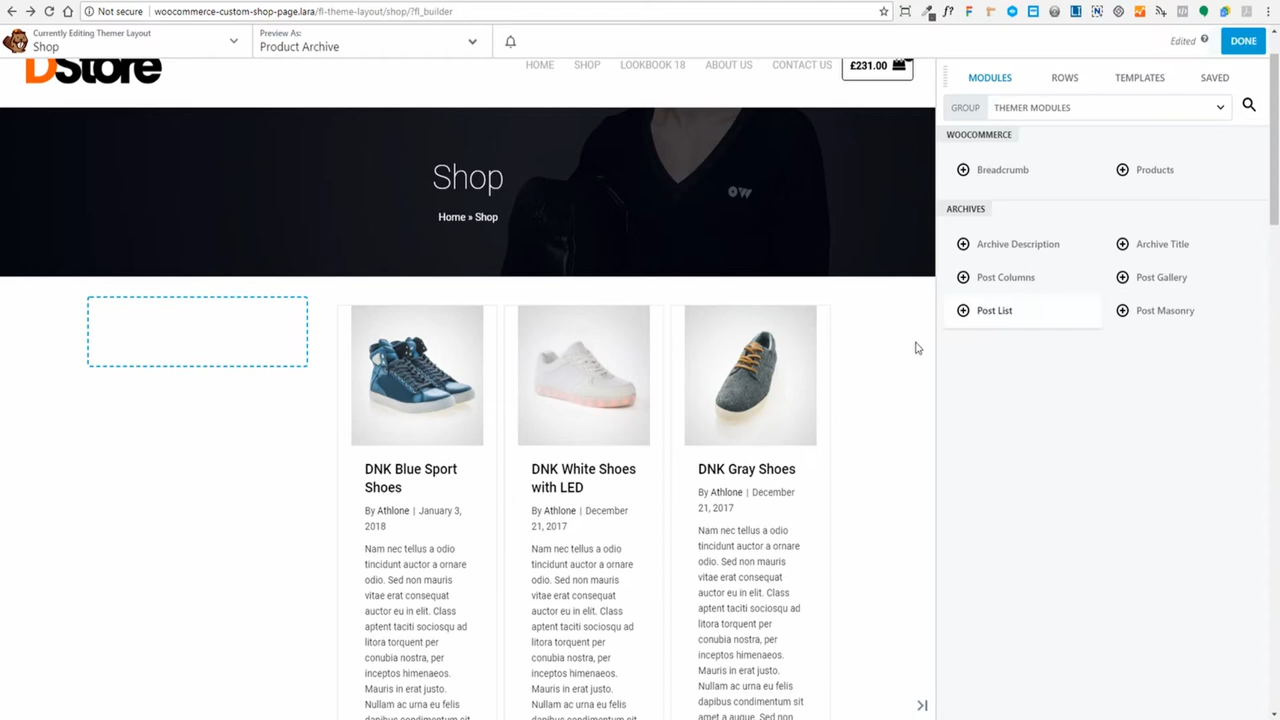 Not secure | woocommerce-custom-shop-page.lara/fl-theme-layout/shop/?fl_builder
Currently Editing Themer Layout
Shop
Preview As:
Product Archive
Edited
DONE
DStore
HOME SHOP LOOKBOOK 18 ABOUT US CONTACT US £231.00
Shop
Home » Shop
OW
DNK Blue Sport
Shoes
By Athlone | January 3,
2018
Nam nec tellus a odio
tincidunt auctor a ornare
odio. Sed non mauris
vitae erat consequat
auctor eu in elit. Class
aptent taciti sociosqu ad
litora torquent per
conubia nostra, per
inceptos himenaeos.
Mauris in erat justo.
Nullam ac urna eu felis
dapibus condimentum sit
DNK White Shoes
with LED
By Athlone | December
21, 2017
Nam nec tellus a odio
tincidunt auctor a ornare
odio. Sed non mauris
vitae erat consequat
auctor eu in elit. Class
aptent taciti sociosqu ad
litora torquent per
conubia nostra, per
inceptos himenaeos.
Mauris in erat justo.
Nullam ac urna eu felis
dapibus condimentum sit
DNK Gray Shoes
By Athlone | December
21, 2017
Nam nec tellus a odio
tincidunt auctor a ornare
odio. Sed non mauris
vitae erat consequat
auctor eu in elit. Class
aptent taciti sociosqu ad
litora torquent per
conubia nostra, per
inceptos himenaeos.
Mauris in erat justo.
Nullam ac urna eu felis
dapibus condimentum sit
amet a augue. Sed non
MODULES ROWS TEMPLATES SAVED
GROUP THEMER MODULES
WOOCOMMERCE
Breadcrumb Products
ARCHIVES
Archive Description Archive Title
Post Columns Post Gallery
Post List Post Masonry